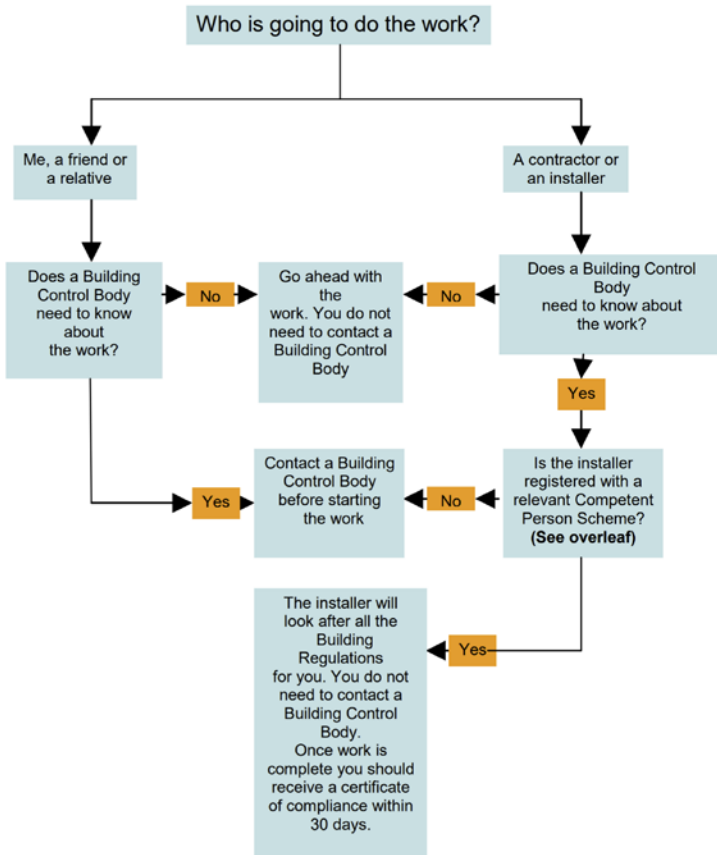 Who is going to do the work?
Me, a friend or
a relative
A contractor or
an installer
Does a Building
Control Body
need to know
about
the work?
No
Go ahead with
the
work. You do not
need to contact a
Building Control
Body
No
Does a Building Control
Body
need to know about
the work?
Yes
Yes
Contact a Building
Control Body
before starting
the work
No
Is the installer
registered with a
relevant Competent
Person Scheme?
(See overleaf)
The installer will
look after all the
Building
Regulations
for you. You do not
need to contact a
Building Control
Body.
Once work is
complete you should
receive a certificate
of compliance within
30 days.
Yes